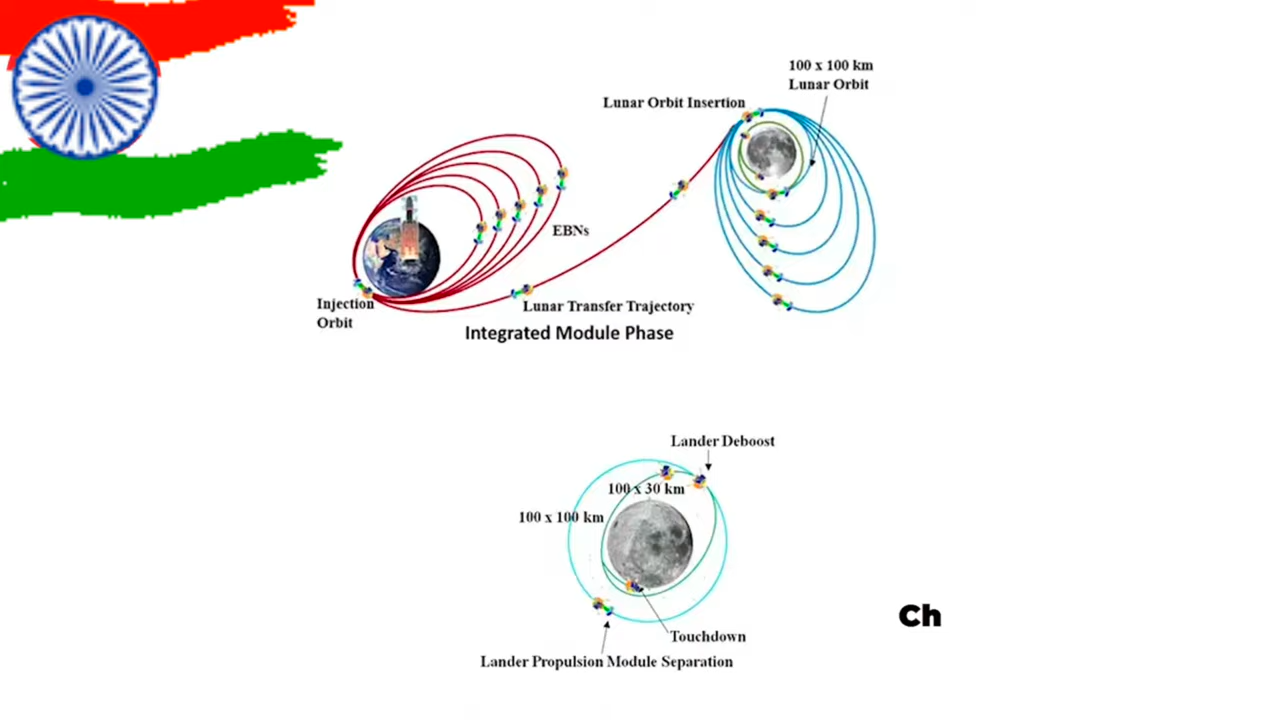 100 x 100 km
Lunar Orbit
Lunar Orbit Insertion
EBNs
Injection
Orbit
Lunar Transfer Trajectory
Integrated Module Phase
Lander Deboost
100 x 30 km
100 x 100 km
Ch
Touchdown
Lander Propulsion Module Separation